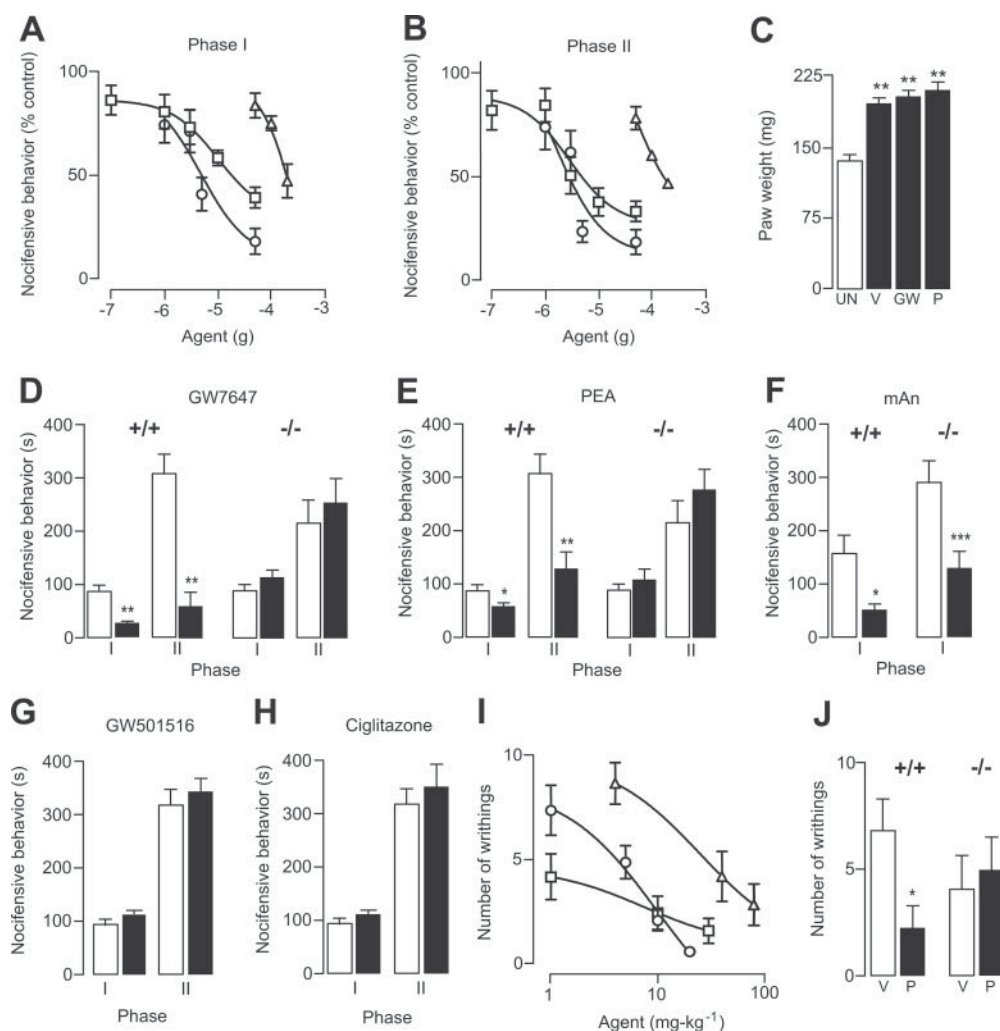 A
Phase I
Nocifensive behavior (% control)
100
50
0
-7 -6 -5 -4 -3
Agent (g)
B
Phase II
Nocifensive behavior (% control)
100
50
0
-7 -6 -5 -4 -3
Agent (g)
C
Paw weight (mg)
225
150
75
0
** ** **
UN V GW P
D
GW7647
+/+ -/-
Nocifensive behavior (s)
400
300
200
100
0
** **
I II I II
Phase
E
PEA
+/+ -/-
Nocifensive behavior (s)
400
300
200
100
0
* **
I II I II
Phase
F
mAn
+/+ -/-
Nocifensive behavior (s)
400
300
200
100
0
* ***
I I
Phase
G
GW501516
Nocifensive behavior (s)
400
300
200
100
0
I II
Phase
H
Ciglitazone
Nocifensive behavior (s)
400
300
200
100
0
I II
Phase
I
Number of writhings
10
5
0
1 10 100
Agent (mg-kg⁻¹)
J
+/+ -/-
Number of writhings
10
5
0
*
V P V P